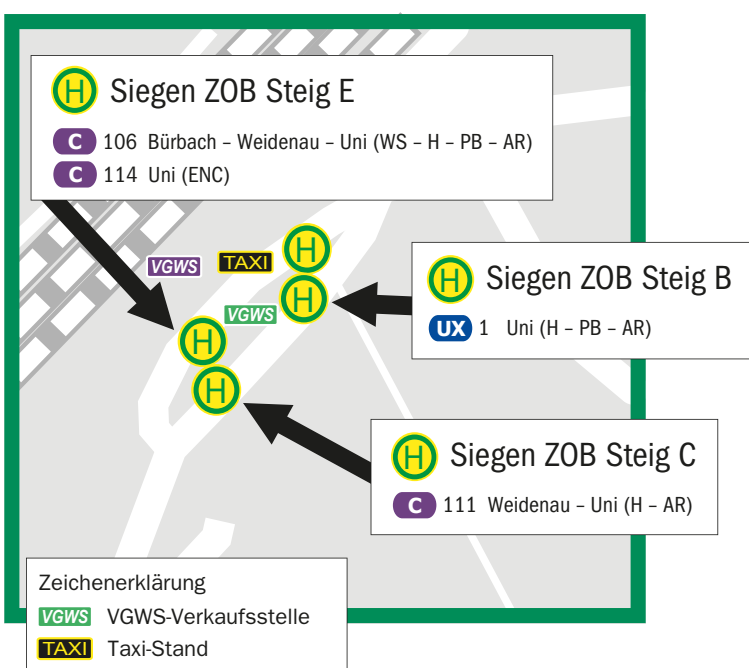 H Siegen ZOB Steig E
C 106 Bürbach – Weidenau – Uni (WS – H – PB – AR)
C 114 Uni (ENC)
VGWS TAXI H
H Siegen ZOB Steig B
UX 1 Uni (H – PB – AR)
H
VGWS
H
H
H Siegen ZOB Steig C
C 111 Weidenau – Uni (H – AR)
Zeichenerklärung
VGWS VGWS-Verkaufsstelle
TAXI Taxi-Stand